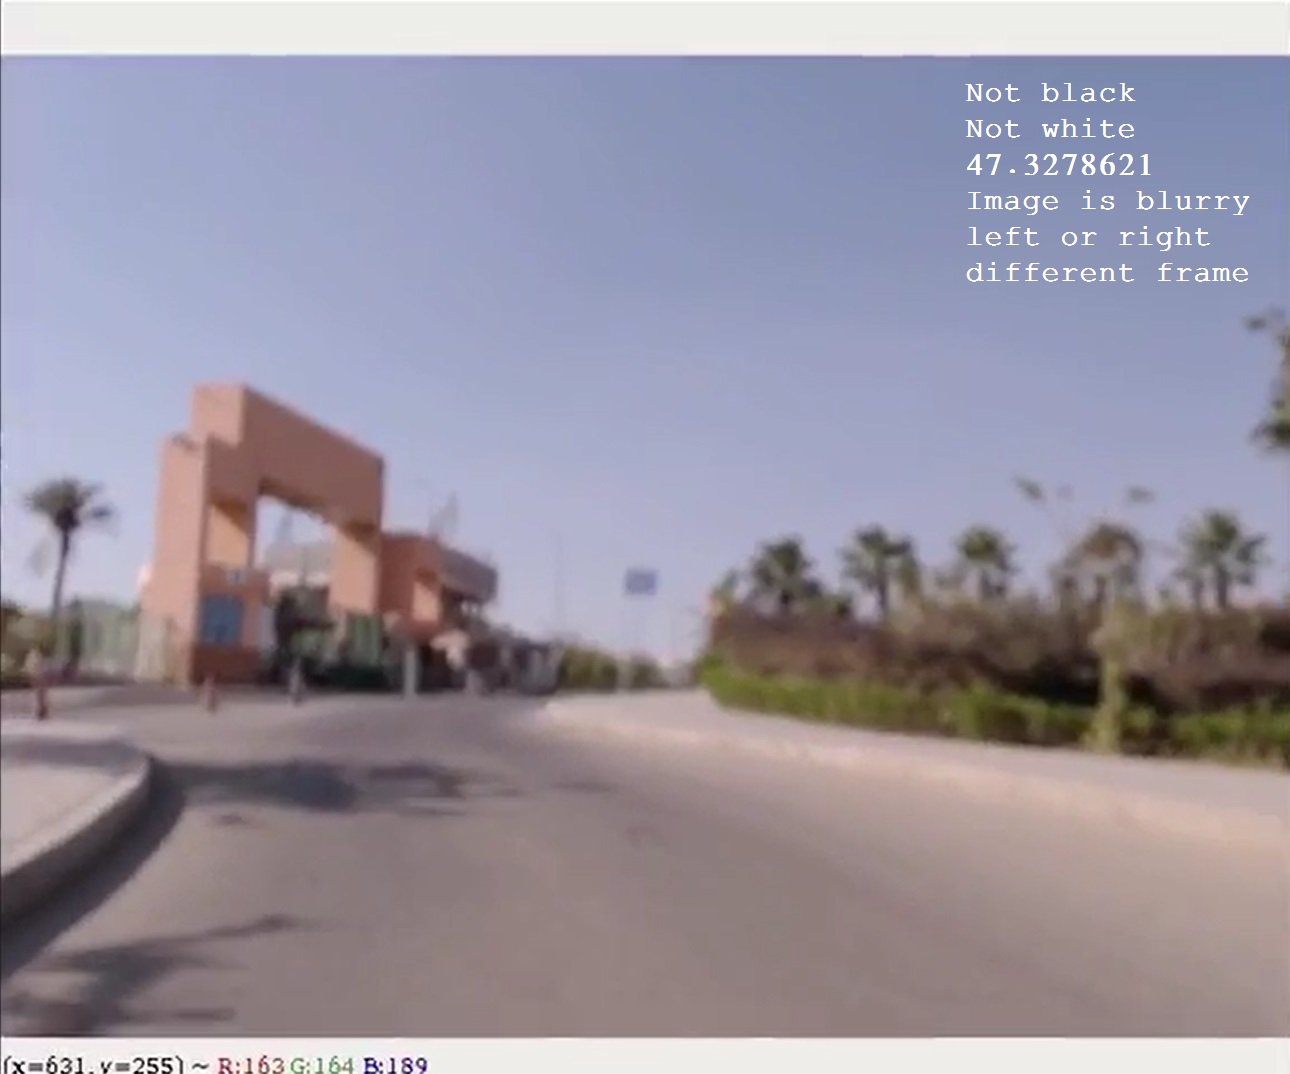 Not black
Not white
47.3278621
Image is blurry
left or right
different frame
(x=631, y=255) ~ R:163 G:164 B:189